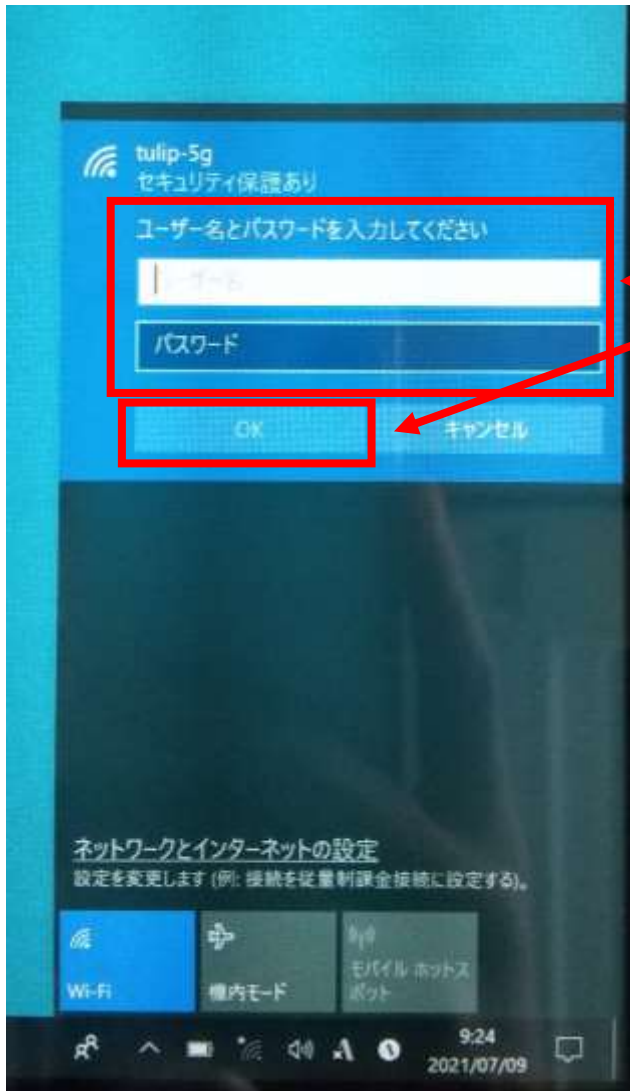 tulip-5g
セキュリティ保護あり
ユーザー名とパスワードを入力してください
ユーザー名
パスワード
OK
キャンセル
ネットワークとインターネットの設定
設定を変更します (例: 接続を従量制課金接続に設定する)。
Wi-Fi
機内モード
モバイル ホットス
ポット
A
9:24
2021/07/09